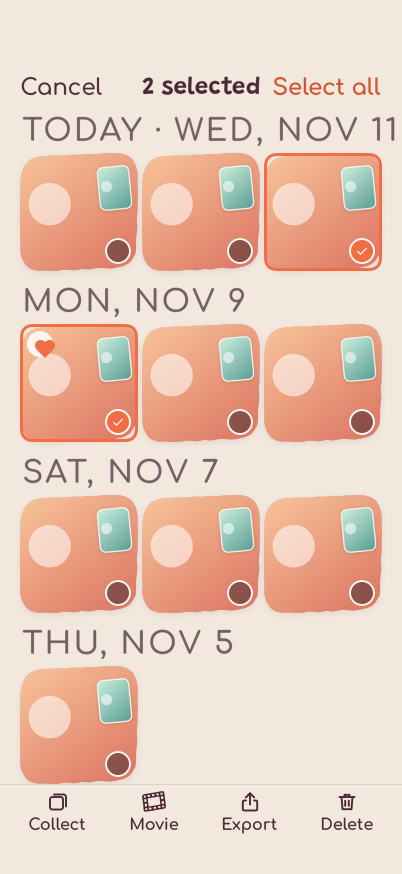 Cancel 2 selected Select all
TODAY · WED, NOV 11
MON, NOV 9
SAT, NOV 7
THU, NOV 5
Collect Movie Export Delete